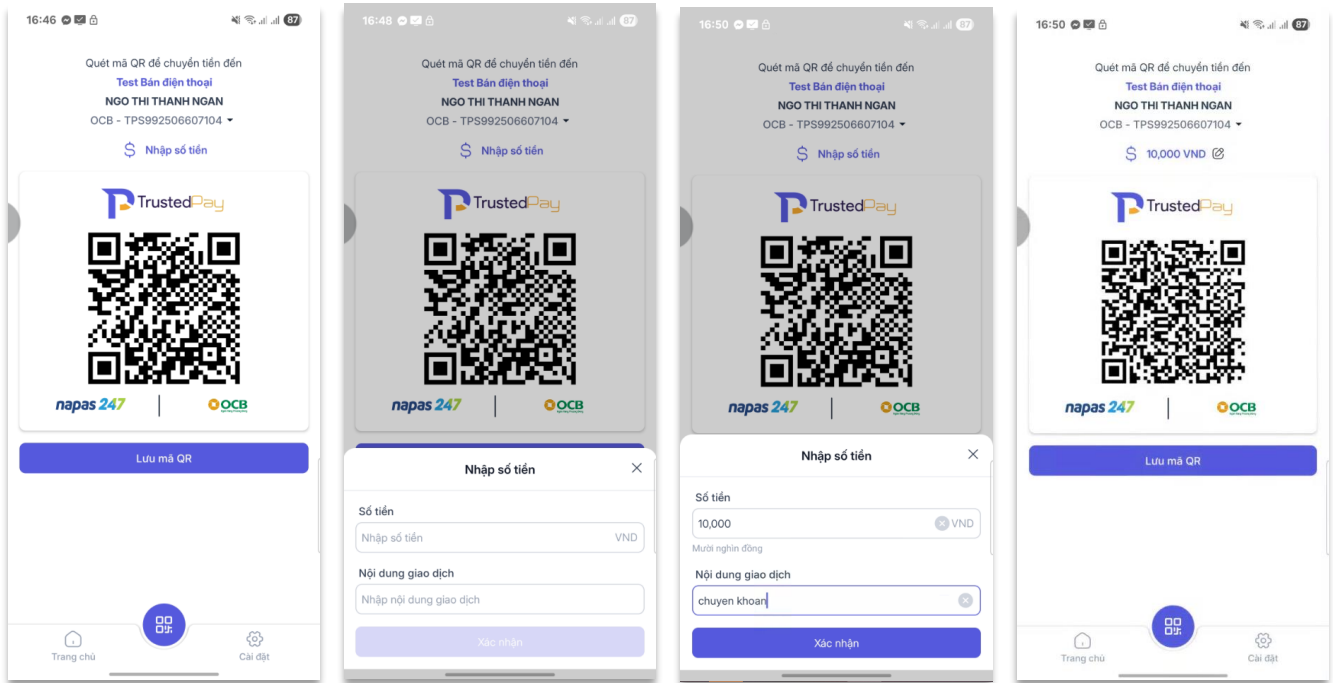 16:46
87
Quét mã QR để chuyển tiền đến
Test Bán điện thoại
NGO THI THANH NGAN
OCB - TPS992506607104
Nhập số tiền
TrustedPay
napas 247
OCB
Lưu mã QR
Trang chủ
Cài đặt
16:48
87
Quét mã QR để chuyển tiền đến
Test Bán điện thoại
NGO THI THANH NGAN
OCB - TPS992506607104
Nhập số tiền
TrustedPay
napas 247
OCB
Nhập số tiền
Số tiền
Nhập số tiền VND
Nội dung giao dịch
Nhập nội dung giao dịch
Xác nhận
16:50
87
Quét mã QR để chuyển tiền đến
Test Bán điện thoại
NGO THI THANH NGAN
OCB - TPS992506607104
Nhập số tiền
TrustedPay
napas 247
OCB
Nhập số tiền
Số tiền
10,000 VND
Mười nghìn đồng
Nội dung giao dịch
chuyen khoan
Xác nhận
16:50
87
Quét mã QR để chuyển tiền đến
Test Bán điện thoại
NGO THI THANH NGAN
OCB - TPS992506607104
10,000 VND
TrustedPay
napas 247
OCB
Lưu mã QR
Trang chủ
Cài đặt